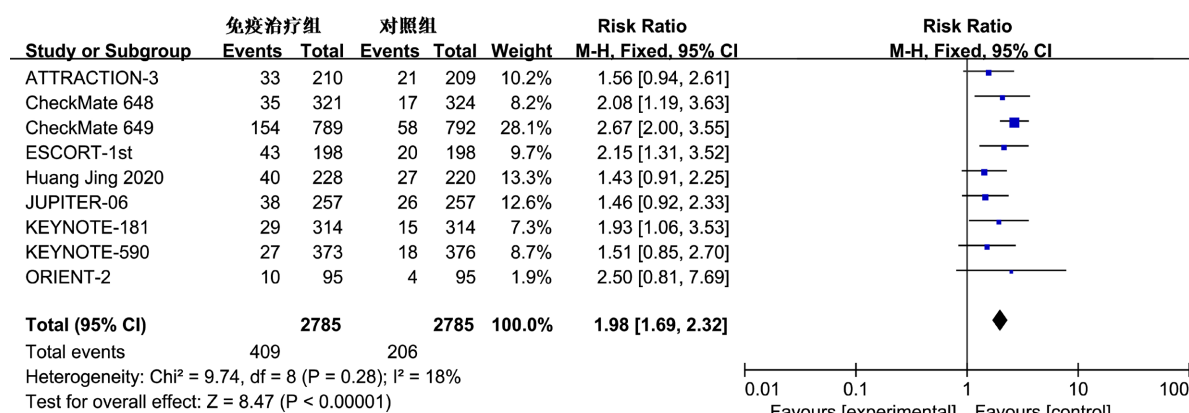 免疫治疗组 对照组 Risk Ratio Risk Ratio
Study or Subgroup Events Total Events Total Weight M-H, Fixed, 95% CI M-H, Fixed, 95% CI
ATTRACTION-3 33 210 21 209 10.2% 1.56 [0.94, 2.61]
CheckMate 648 35 321 17 324 8.2% 2.08 [1.19, 3.63]
CheckMate 649 154 789 58 792 28.1% 2.67 [2.00, 3.55]
ESCORT-1st 43 198 20 198 9.7% 2.15 [1.31, 3.52]
Huang Jing 2020 40 228 27 220 13.3% 1.43 [0.91, 2.25]
JUPITER-06 38 257 26 257 12.6% 1.46 [0.92, 2.33]
KEYNOTE-181 29 314 15 314 7.3% 1.93 [1.06, 3.53]
KEYNOTE-590 27 373 18 376 8.7% 1.51 [0.85, 2.70]
ORIENT-2 10 95 4 95 1.9% 2.50 [0.81, 7.69]
Total (95% CI) 2785 2785 100.0% 1.98 [1.69, 2.32]
Total events 409 206
Heterogeneity: Chi² = 9.74, df = 8 (P = 0.28); I² = 18%
Test for overall effect: Z = 8.47 (P < 0.00001)
0.01 0.1 1 10 100
Favours [experimental] Favours [control]